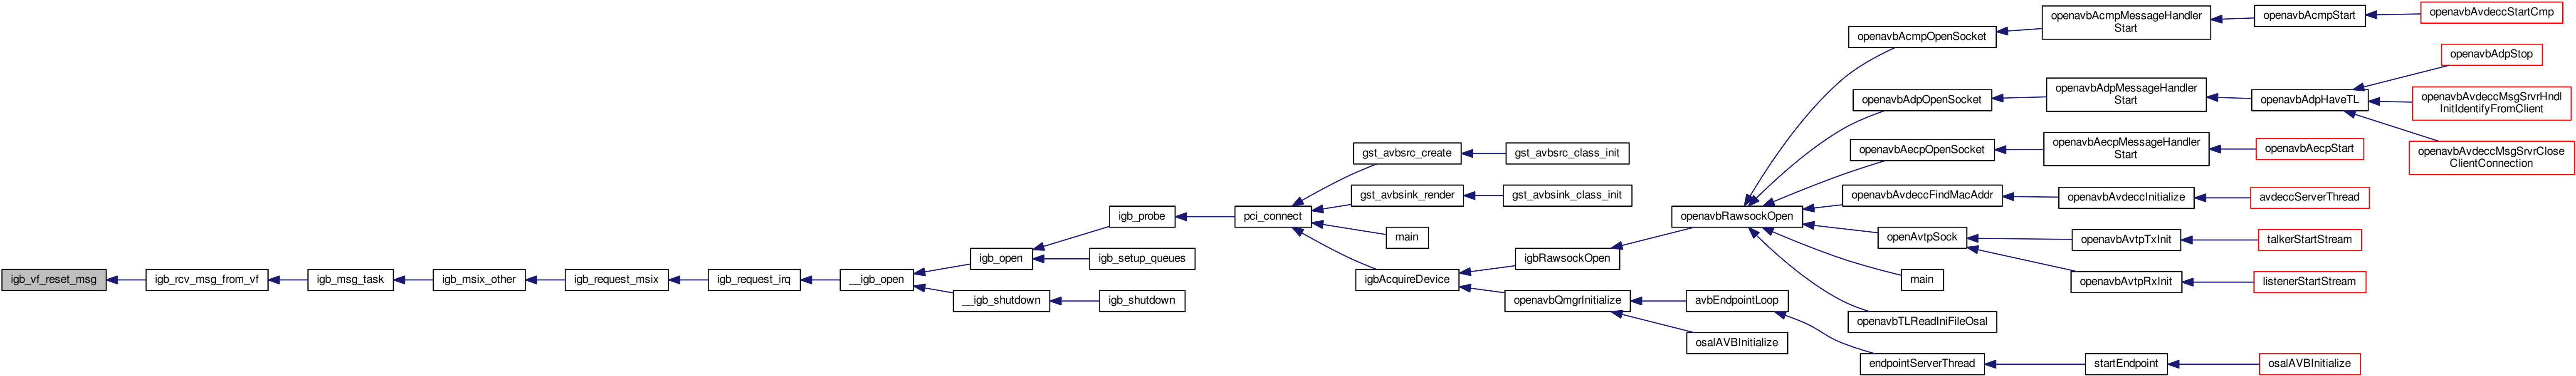 igb_vf_reset_msg
igb_rcv_msg_from_vf
igb_msg_task
igb_msix_other
igb_request_msix
igb_request_irq
__igb_open
igb_open
__igb_shutdown
igb_probe
igb_setup_queues
igb_shutdown
pci_connect
gst_avbsrc_create
gst_avbsrc_class_init
gst_avbsink_render
gst_avbsink_class_init
main
igbAcquireDevice
igbRawsockOpen
openavbQmgrInitialize
avbEndpointLoop
osalAVBInitialize
openavbRawsockOpen
openavbAcmpOpenSocket
openavbAcmpMessageHandler
Start
openavbAcmpStart
openavbAvdeccStartCmp
openavbAdpOpenSocket
openavbAdpMessageHandler
Start
openavbAdpHaveTL
openavbAdpStop
openavbAvdeccMsgSrvrHndl
InitIdentifyFromClient
openavbAvdeccMsgSrvrClose
ClientConnection
openavbAecpOpenSocket
openavbAecpMessageHandler
Start
openavbAecpStart
openavbAvdeccFindMacAddr
openavbAvdeccInitialize
avdeccServerThread
openAvtpSock
openavbAvtpTxInit
talkerStartStream
openavbAvtpRxInit
listenerStartStream
main
openavbTLReadIniFileOsal
endpointServerThread
startEndpoint
osalAVBInitialize